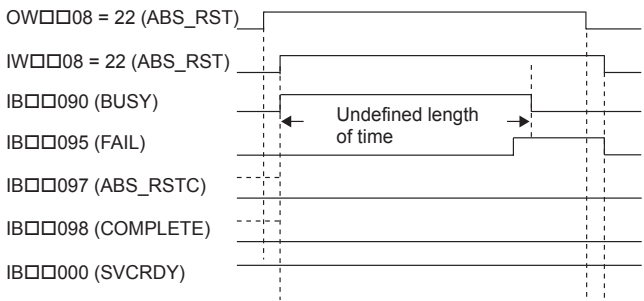 OW□□08 = 22 (ABS_RST)
IW□□08 = 22 (ABS_RST)
IB□□090 (BUSY)
Undefined length
of time
IB□□095 (FAIL)
IB□□097 (ABS_RSTC)
IB□□098 (COMPLETE)
IB□□000 (SVCRDY)